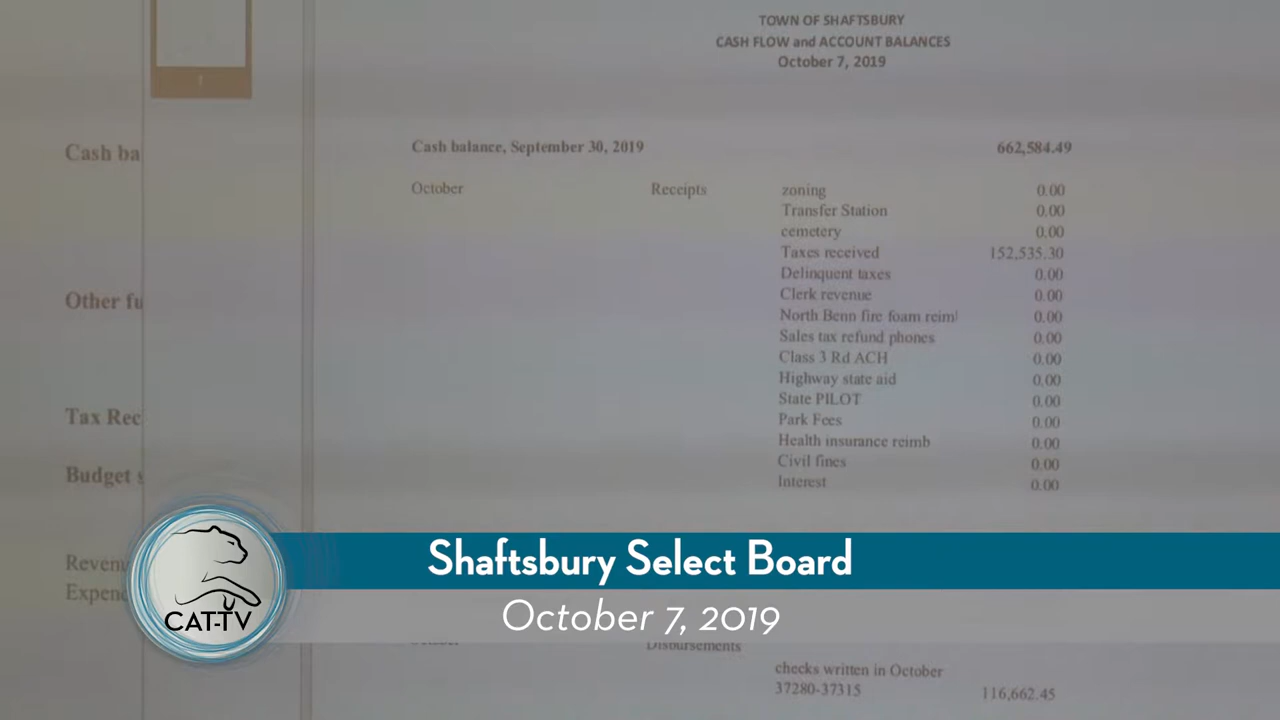 TOWN OF SHAFTSBURY
CASH FLOW and ACCOUNT BALANCES
October 7, 2019
Cash ba
Cash balance, September 30, 2019 662,584.49
October Receipts zoning 0.00
Transfer Station 0.00
cemetery 0.00
Taxes received 152,535.30
Delinquent taxes 0.00
Clerk revenue 0.00
Other fu
North Benn fire foam reim 0.00
Sales tax refund phones 0.00
Class 3 Rd ACH 0.00
Highway state aid 0.00
State PILOT 0.00
Tax Rec
Park Fees 0.00
Health insurance reimb 0.00
Civil fines 0.00
Budget
Interest 0.00
Shaftsbury Select Board
Revenu
Expend
October 7, 2019
CAT-TV
Disbursements
checks written in October
37280-37315 116,662.45